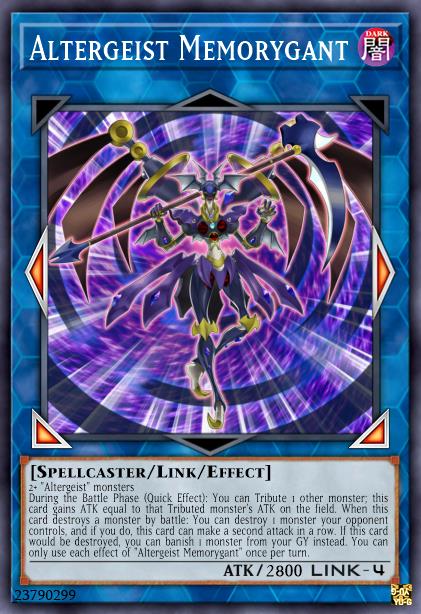 ALTERGEIST MEMORYGANT
DARK
闇
[SPELLCASTER/LINK/EFFECT]
2+ "Altergeist" monsters
During the Battle Phase (Quick Effect): You can Tribute 1 other monster; this
card gains ATK equal to that Tributed monster's ATK on the field. When this
card destroys a monster by battle: You can destroy 1 monster your opponent
controls, and if you do, this card can make a second attack in a row. If this card
would be destroyed, you can banish 1 monster from your GY instead. You can
only use each effect of "Altergeist Memorygant" once per turn.
ATK/2800 LINK-4
23790299